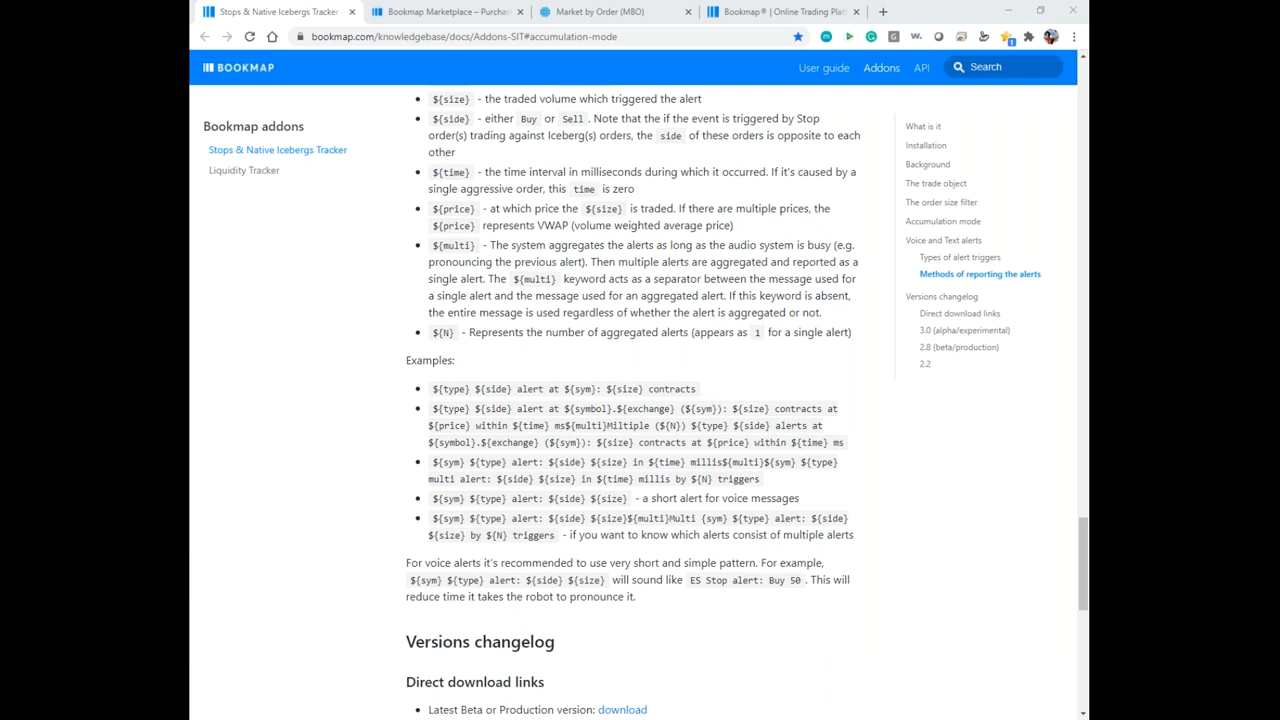 Stops & Native Icebergs Tracker
Bookmap Marketplace – Purchas
Market by Order (MBO)
Bookmap® | Online Trading Plat
bookmap.com/knowledgebase/docs/Addons-SIT#accumulation-mode
BOOKMAP
User guide
Addons
API
Search
Bookmap addons
Stops & Native Icebergs Tracker
Liquidity Tracker
${size} - the traded volume which triggered the alert
${side} - either Buy or Sell . Note that the if the event is triggered by Stop
order(s) trading against Iceberg(s) orders, the side of these orders is opposite to each
other
${time} - the time interval in milliseconds during which it occurred. If it's caused by a
single aggressive order, this time is zero
${price} - at which price the ${size} is traded. If there are multiple prices, the
${price} represents VWAP (volume weighted average price)
${multi} - The system aggregates the alerts as long as the audio system is busy (e.g.
pronouncing the previous alert). Then multiple alerts are aggregated and reported as a
single alert. The ${multi} keyword acts as a separator between the message used for
a single alert and the message used for an aggregated alert. If this keyword is absent,
the entire message is used regardless of whether the alert is aggregated or not.
${N} - Represents the number of aggregated alerts (appears as 1 for a single alert)
Examples:
${type} ${side} alert at ${sym}: ${size} contracts
${type} ${side} alert at ${symbol}.${exchange} (${sym}): ${size} contracts at
${price} within ${time} ms${multi}Miltiple (${N}) ${type} ${side} alerts at
${symbol}.${exchange} (${sym}): ${size} contracts at ${price} within ${time} ms
${sym} ${type} alert: ${side} ${size} in ${time} millis${multi}${sym} ${type}
multi alert: ${side} ${size} in ${time} millis by ${N} triggers
${sym} ${type} alert: ${side} ${size} - a short alert for voice messages
${sym} ${type} alert: ${side} ${size}${multi}Multi {sym} ${type} alert: ${side}
${size} by ${N} triggers - if you want to know which alerts consist of multiple alerts
For voice alerts it's recommended to use very short and simple pattern. For example,
${sym} ${type} alert: ${side} ${size} will sound like ES Stop alert: Buy 50 . This will
reduce time it takes the robot to pronounce it.
Versions changelog
Direct download links
Latest Beta or Production version: download
What is it
Installation
Background
The trade object
The order size filter
Accumulation mode
Voice and Text alerts
Types of alert triggers
Methods of reporting the alerts
Versions changelog
Direct download links
3.0 (alpha/experimental)
2.8 (beta/production)
2.2